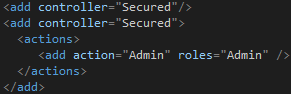 <add controller="Secured"/>
<add controller="Secured">
<actions>
<add action="Admin" roles="Admin" />
</actions>
</add>